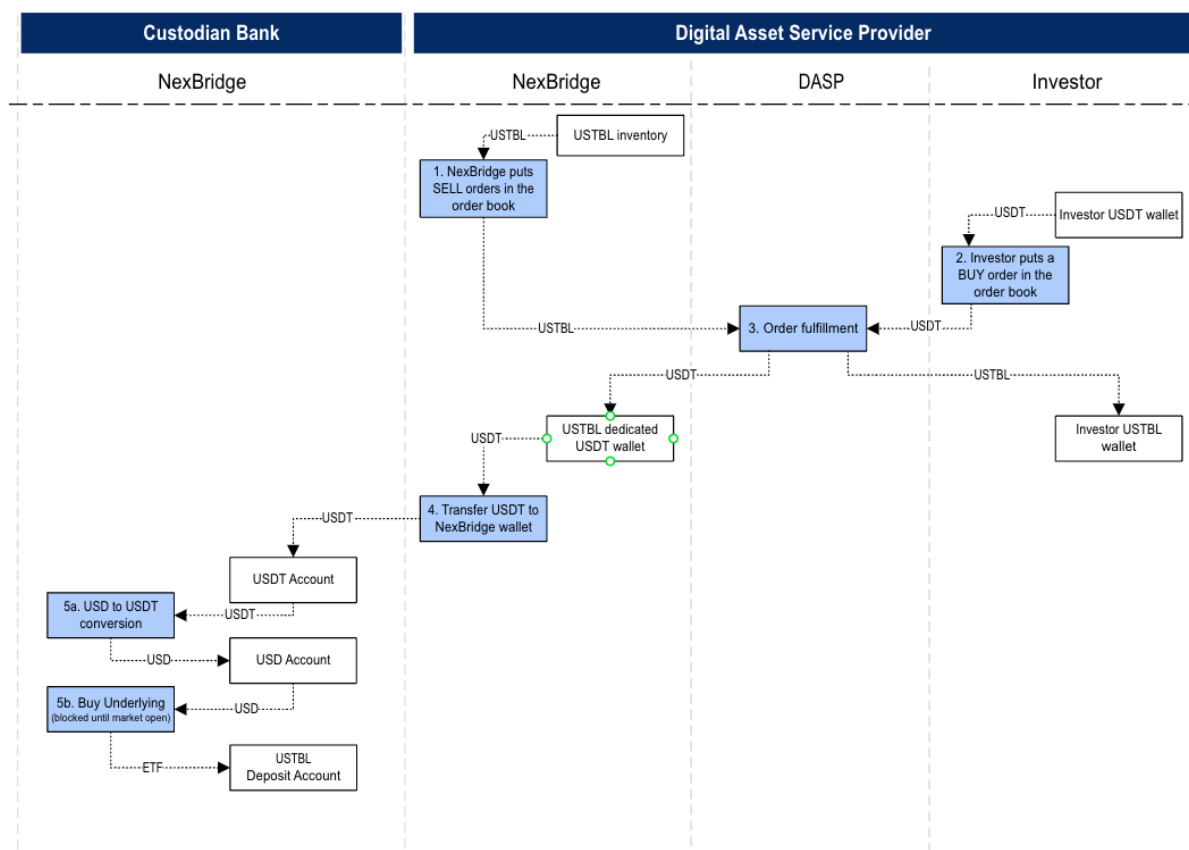 Custodian Bank
Digital Asset Service Provider
NexBridge
NexBridge
DASP
Investor
USTBL
USTBL inventory
1. NexBridge puts
SELL orders in the
order book
USDT
Investor USDT wallet
2. Investor puts a
BUY order in the
order book
USTBL
3. Order fulfillment
USDT
USDT
USTBL
USTBL dedicated
USDT wallet
Investor USTBL
wallet
USDT
4. Transfer USDT to
NexBridge wallet
USDT
USDT Account
5a. USD to USDT
conversion
USDT
USD
USD Account
5b. Buy Underlying
(blocked until market open)
USD
ETF
USTBL
Deposit Account